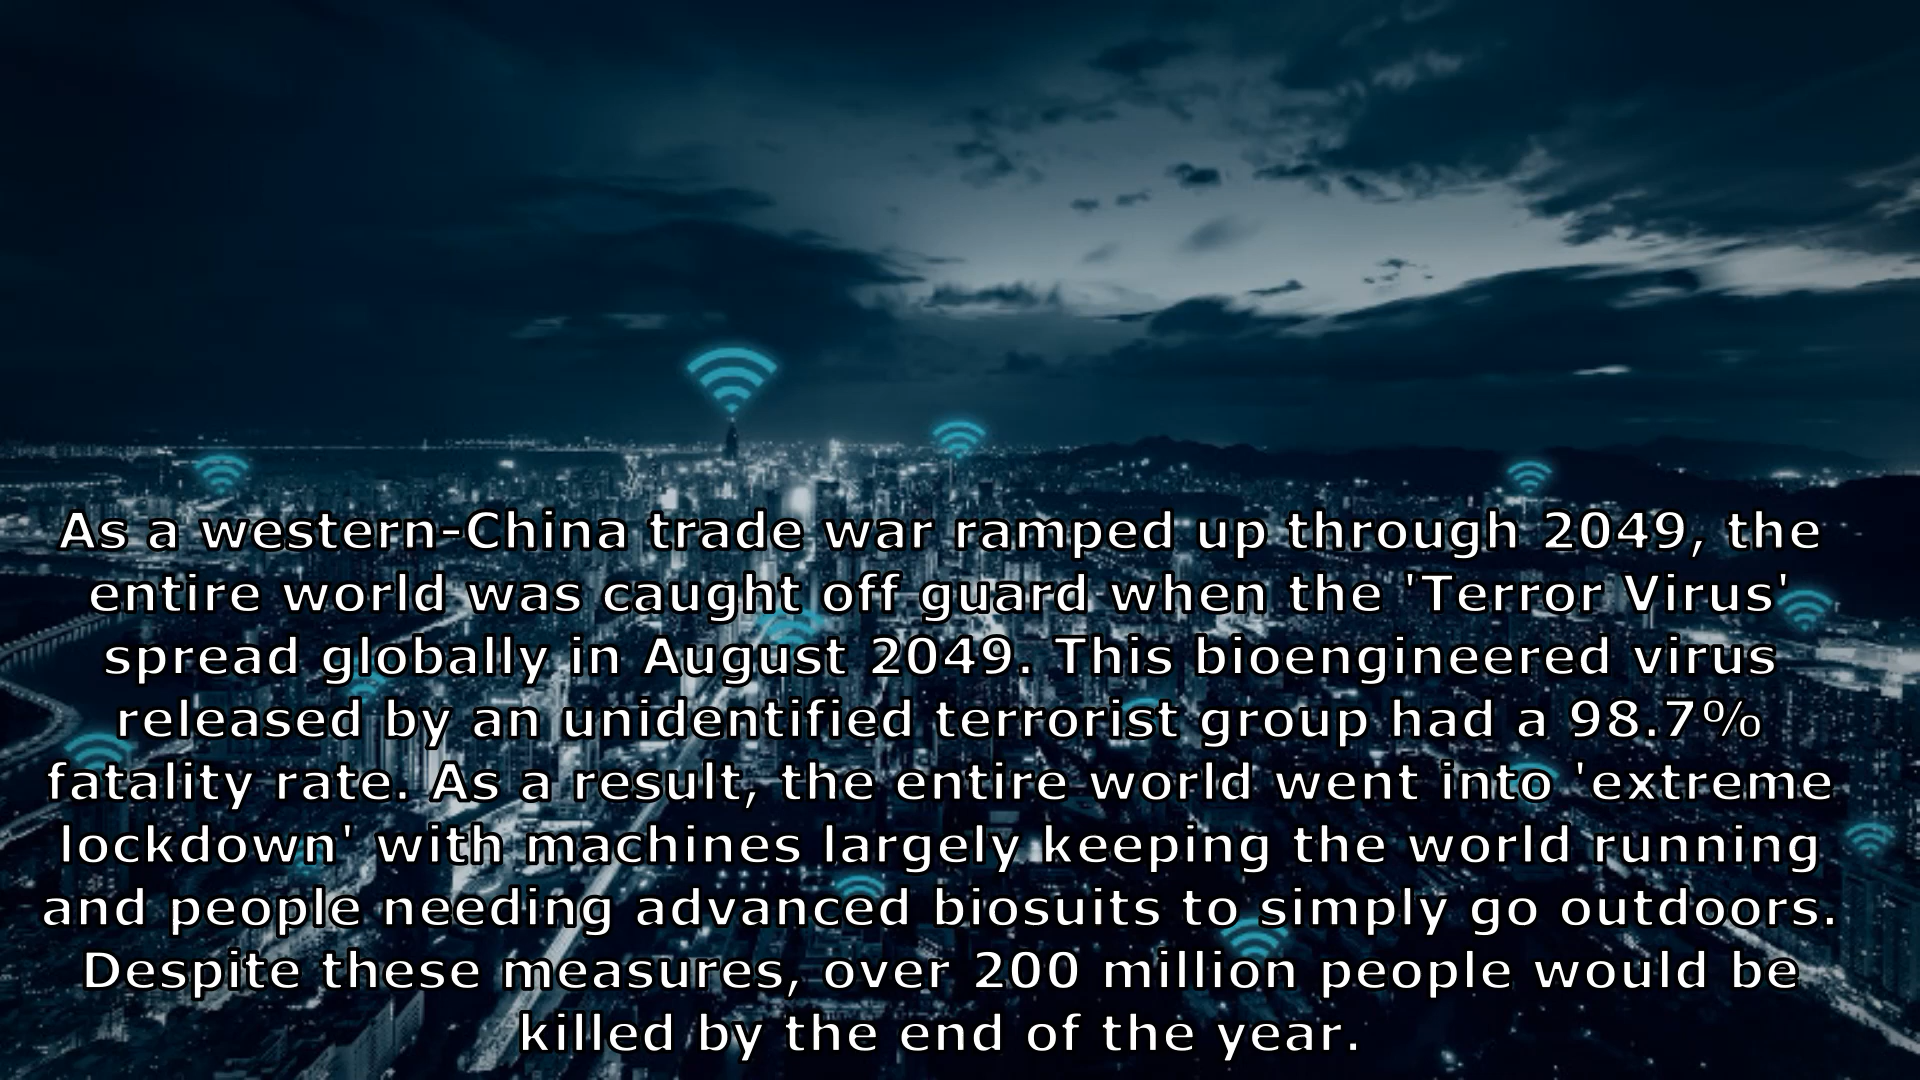 As a western-China trade war ramped up through 2049, the
entire world was caught off guard when the 'Terror Virus'
spread globally in August 2049. This bioengineered virus
released by an unidentified terrorist group had a 98.7%
fatality rate. As a result, the entire world went into 'extreme
lockdown' with machines largely keeping the world running
and people needing advanced biosuits to simply go outdoors.
Despite these measures, over 200 million people would be
killed by the end of the year.